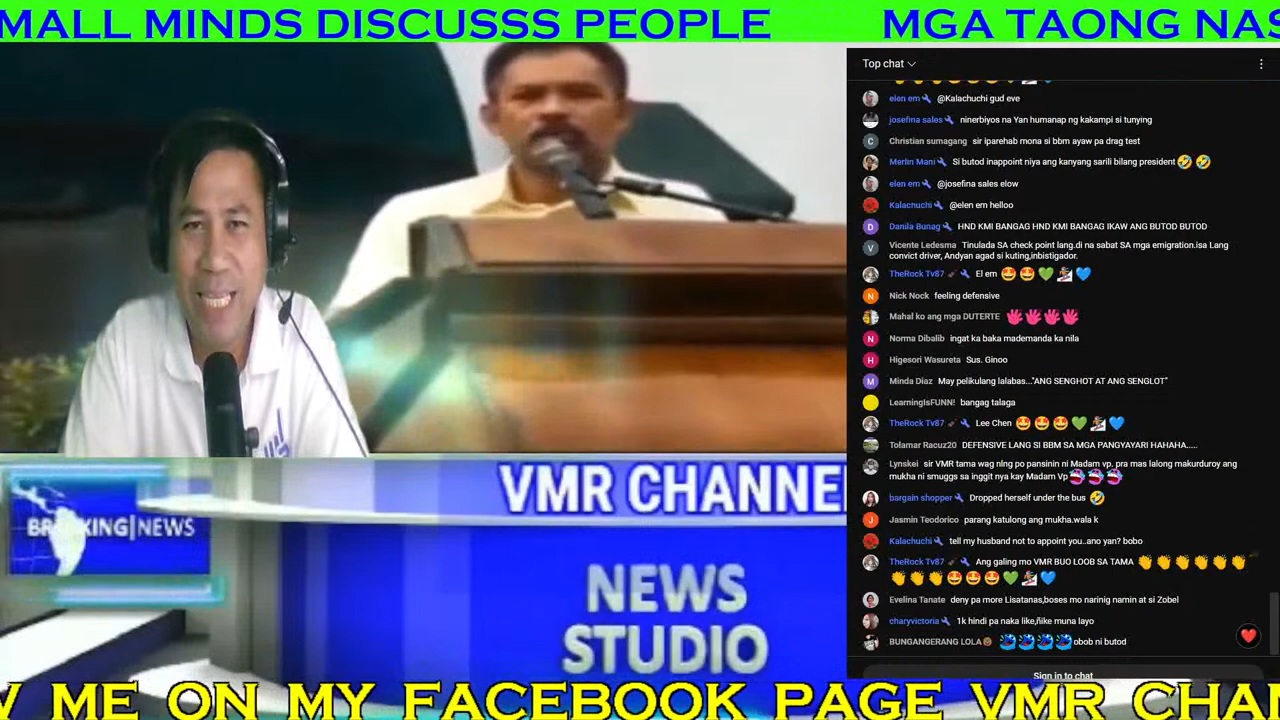 MALL MINDS DISCUSSS PEOPLE MGA TAONG NAS
Top chat
elen em @Kalachuchi gud eve
josefina sales ninerbiyos na Yan humanap ng kakampi si tunying
Christian sumagang sir iparehab mona si bbm ayaw pa drag test
Merlin Mani Si butod inappoint niya ang kanyang sarili bilang president 🤣 🤣
elen em @josefina sales elow
Kalachuchi @elen em helloo
D Danila Bunag HND KMI BANGAG HND KMI BANGAG IKAW ANG BUTOD BUTOD
V Vicente Ledesma Tinulada SA check point lang.di na sabat SA mga emigration.isa Lang
convict driver, Andyan agad si kuting,inbistigador.
TheRock Tv87 El em 🤩 🤩 💚 🏂 💙
N Nick Nock feeling defensive
Mahal ko ang mga DUTERTE
N Norma Dibalib ingat ka baka mademanda ka nila
H Higesori Wasureta Sus. Ginoo
M Minda Diaz May pelikulang lalabas..."ANG SENGHOT AT ANG SENGLOT"
LearningIsFUNN! bangag talaga
TheRock Tv87 Lee Chen 🤩 🤩 🤩 💚 🏂 💙
Tolamar Racuz20 DEFENSIVE LANG SI BBM SA MGA PANGYAYARI HAHAHA.....
Lynskei sir VMR tama wag nlng po pansinin ni Madam vp. pra mas lalong makurduroy ang
mukha ni smuggs sa inggit nya kay Madam Vp
bargain shopper Dropped herself under the bus 🤣
J Jasmin Teodorico parang katulong ang mukha.wala k
Kalachuchi tell my husband not to appoint you..ano yan? bobo
TheRock Tv87 Ang galing mo VMR BUO LOOB SA TAMA 👏 👏 👏 👏 👏 👏
👏 👏 👏 🤩 🤩 🤩 💚 🏂 💙
Evelina Tanate deny pa more Lisatanas,boses mo narinig namin at si Zobel
charyvictoria 1k hindi pa naka like,ñike muna layo
BUNGANGERANG LOLA obob ni butod
Sign in to chat
VMR CHANNE
BREAKING|NEWS
NEWS
STUDIO
W ME ON MY FACEBOOK PAGE VMR CHAN